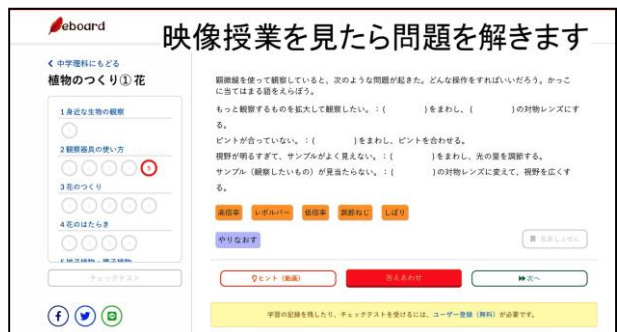 eboard
映像授業を見たら問題を解きます
中学理科にもどる
植物のつくり① 花
1 身近な生物の観察
2 観察器具の使い方
5
3 花のつくり
4 花のはたらき
チェックテスト
顕微鏡を使って観察していると、次のような問題が起きた。どんな操作をすればいいだろう。かっこ
に当てはまる語をえらぼう。
もっと観察するものを拡大して観察したい。:( )をまわし、( )の対物レンズにす
る。
ピントが合っていない。:( )をまわし、ピントを合わせる。
視野が明るすぎて、サンプルがよく見えない。:( )をまわし、光の量を調節する。
サンプル(観察したいもの)が見当たらない。:( )の対物レンズに変えて、視野を広くす
る。
高倍率 レボルバー 低倍率 調節ねじ しぼり
やりなおす
ヒント(動画) 答えあわせ 次へ
学習の記録を残したり、チェックテストを受けるには、ユーザー登録(無料)が必要です。